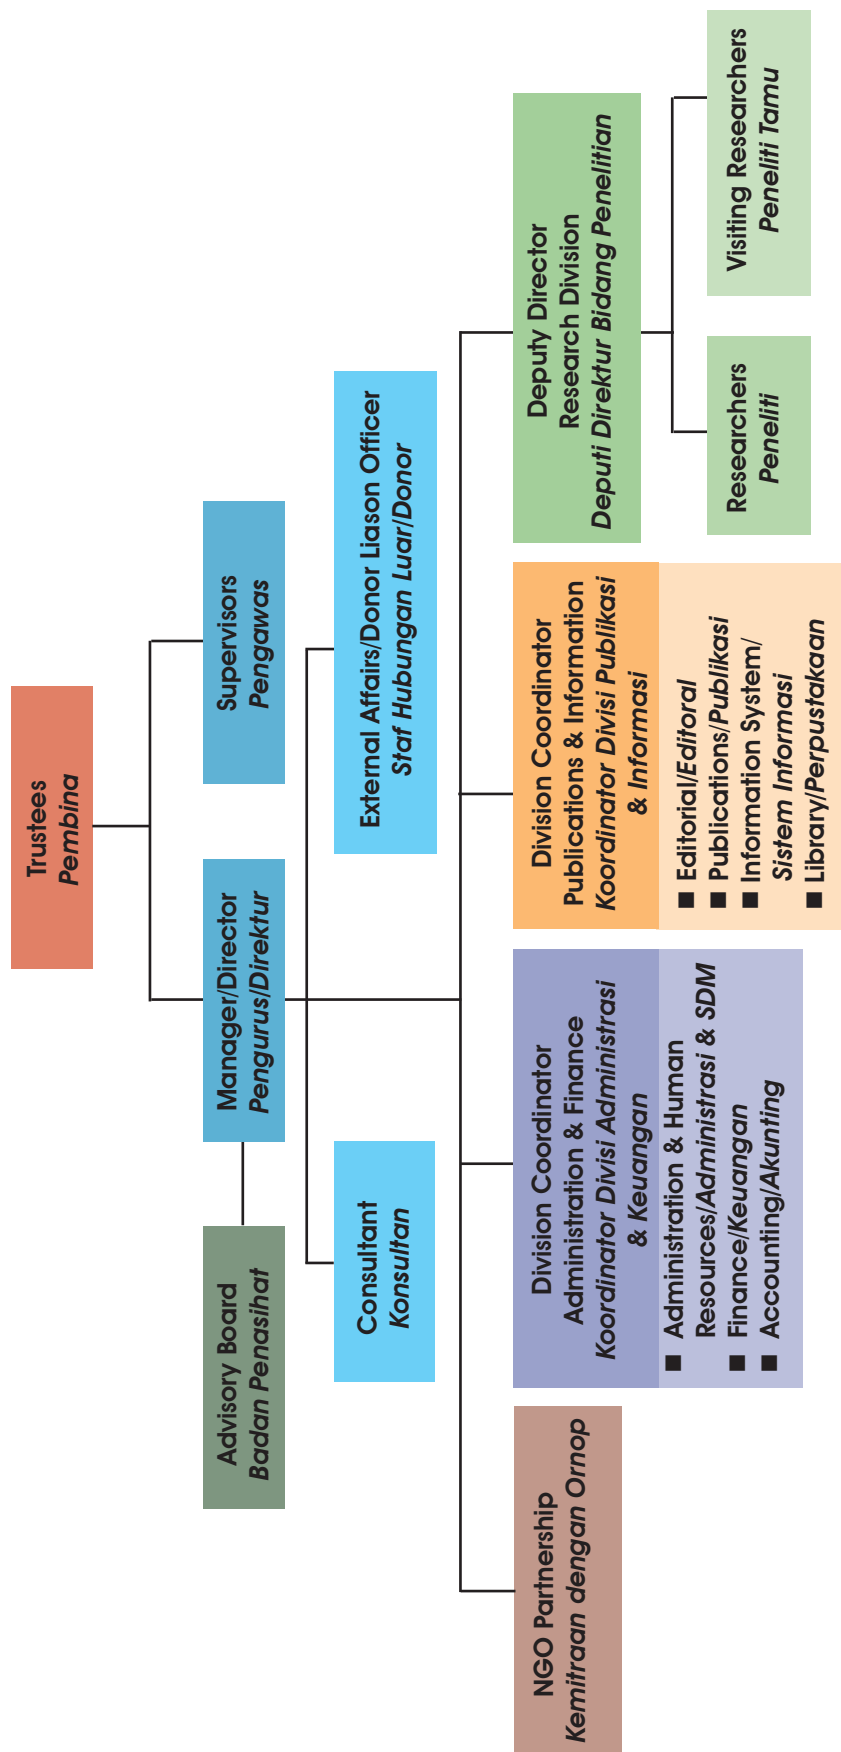 Trustees
Pembina
Advisory Board
Badan Penasihat
Manager/Director
Pengurus/Direktur
Supervisors
Pengawas
Consultant
Konsultan
External Affairs/Donor Liason Officer
Staf Hubungan Luar/Donor
NGO Partnership
Kemitraan dengan Ornop
Division Coordinator
Administration & Finance
Koordinator Divisi Administrasi
& Keuangan
■ Administration & Human
Resources/Administrasi & SDM
■ Finance/Keuangan
■ Accounting/Akunting
Division Coordinator
Publications & Information
Koordinator Divisi Publikasi
& Informasi
■ Editorial/Editoral
■ Publications/Publikasi
■ Information System/
Sistem Informasi
■ Library/Perpustakaan
Deputy Director
Research Division
Deputi Direktur Bidang Penelitian
Researchers
Peneliti
Visiting Researchers
Peneliti Tamu